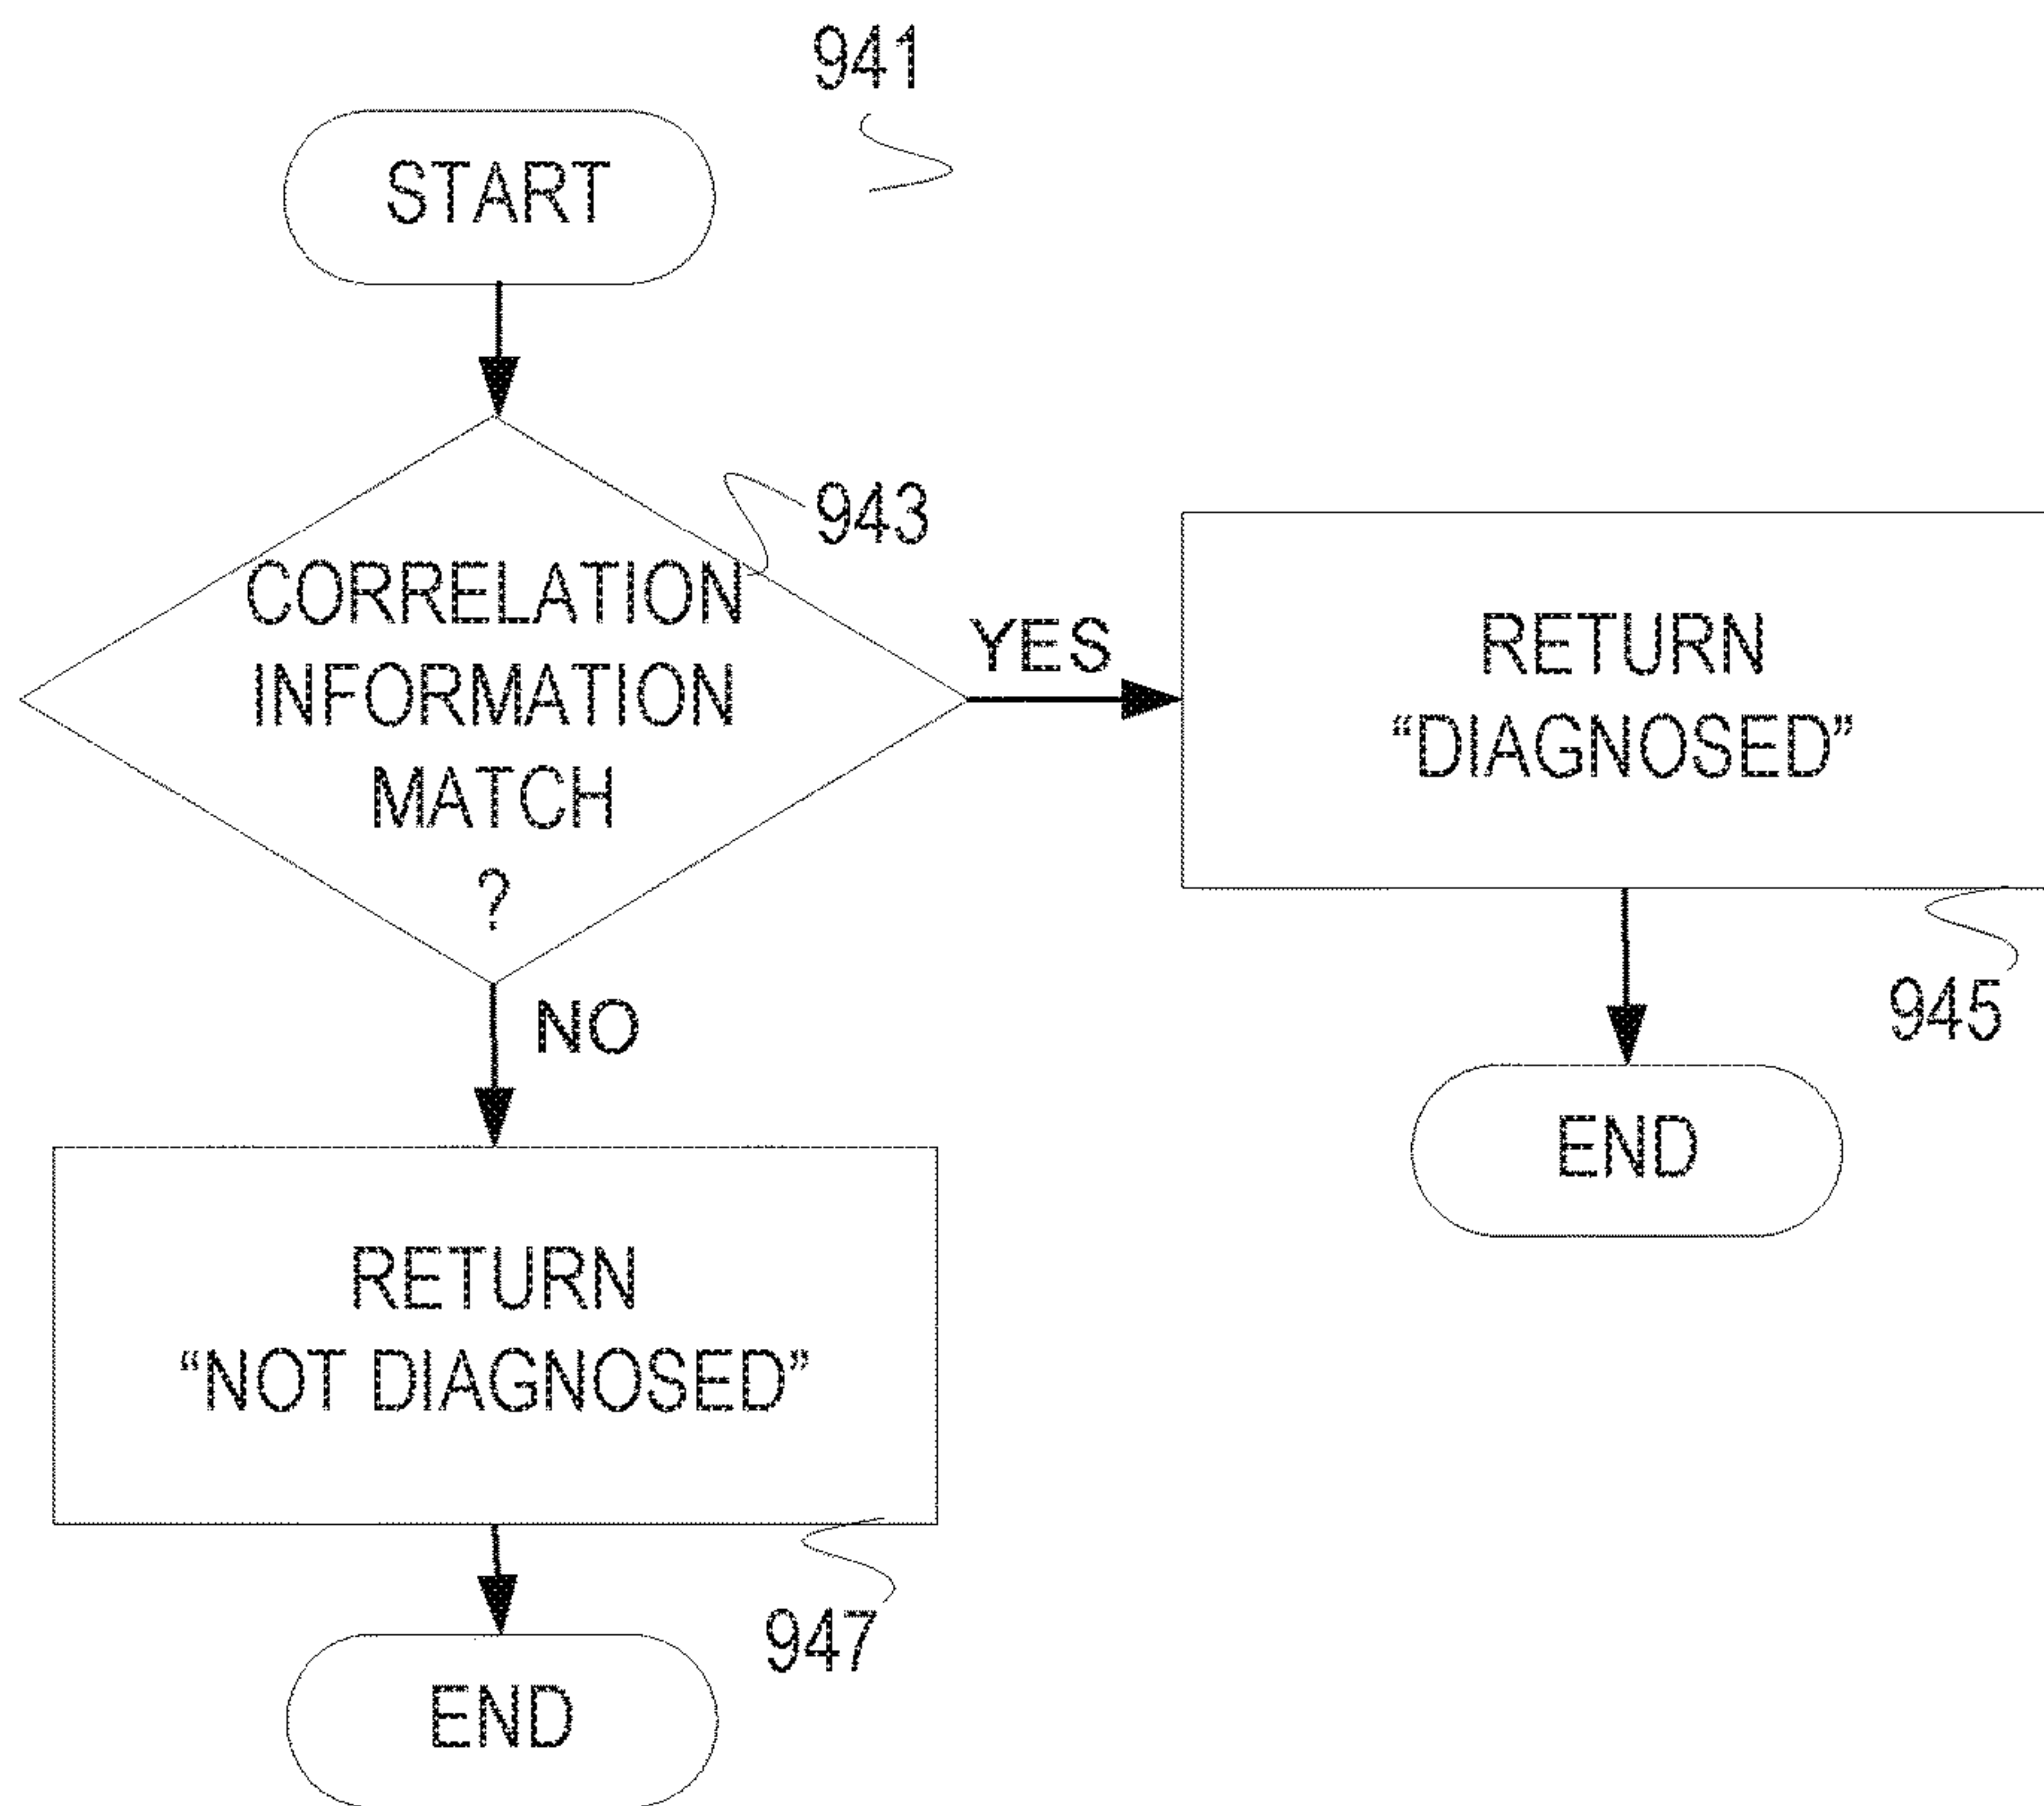 941
START
943
CORRELATION
INFORMATION
MATCH
?
YES
RETURN
“DIAGNOSED”
945
END
NO
RETURN
“NOT DIAGNOSED”
947
END